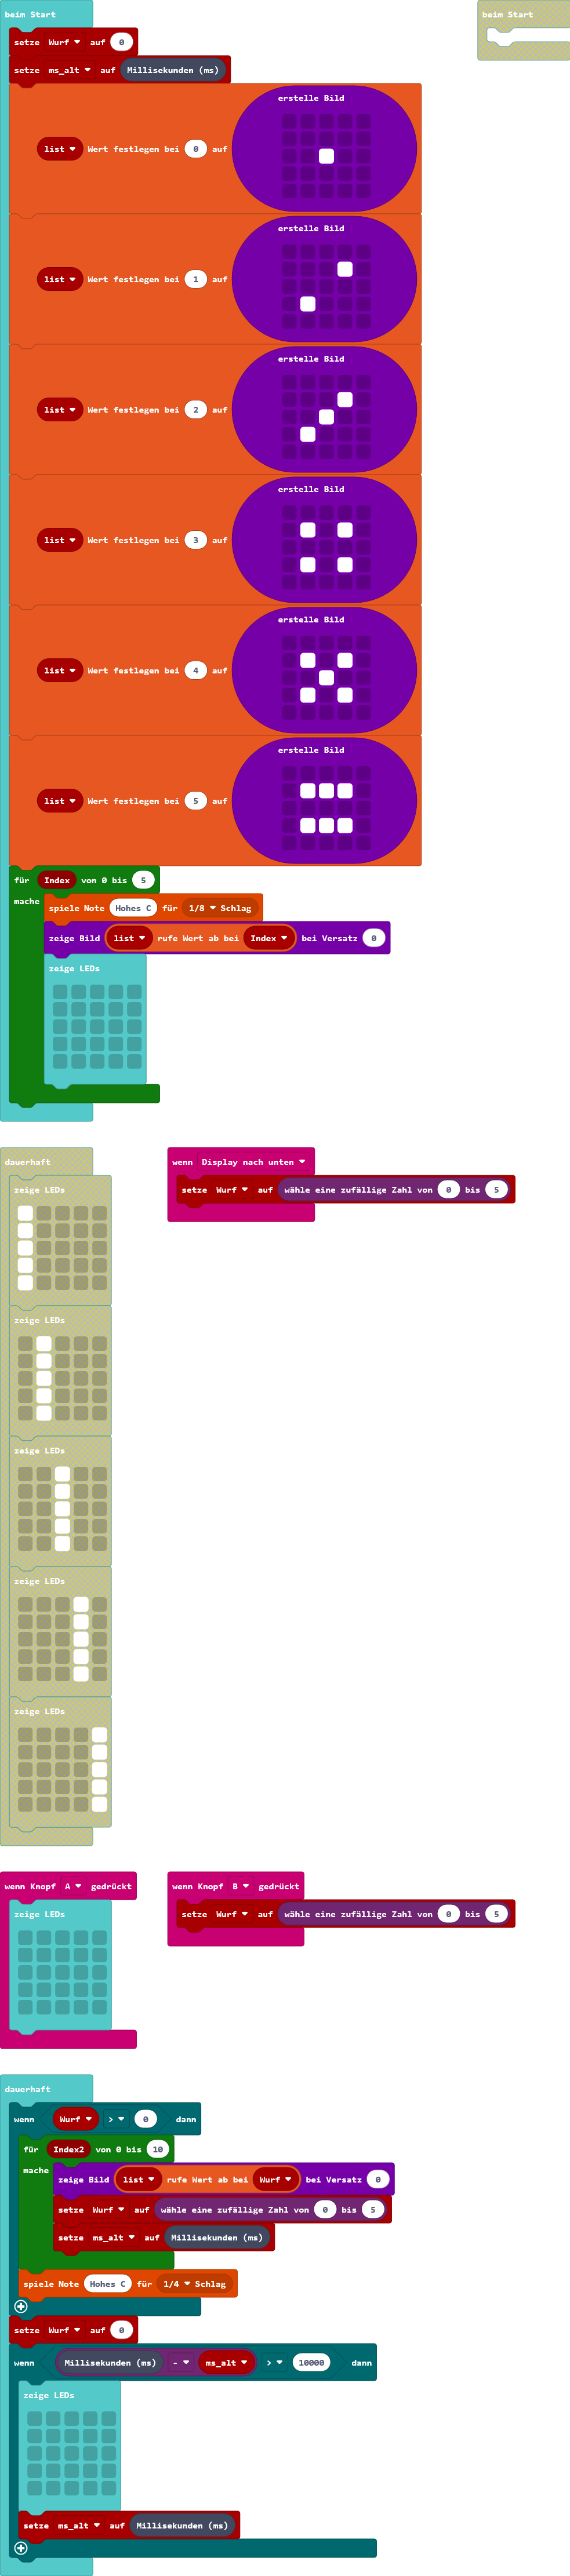 beim Start
beim Start
setze Wurf auf 0
setze ms_alt auf Millisekunden (ms)
erstelle Bild
list Wert festlegen bei 0 auf
erstelle Bild
list Wert festlegen bei 1 auf
erstelle Bild
list Wert festlegen bei 2 auf
erstelle Bild
list Wert festlegen bei 3 auf
erstelle Bild
list Wert festlegen bei 4 auf
erstelle Bild
list Wert festlegen bei 5 auf
für Index von 0 bis 5
mache
spiele Note Hohes C für 1/8 Schlag
zeige Bild list rufe Wert ab bei Index bei Versatz 0
zeige LEDs
dauerhaft
wenn Display nach unten
zeige LEDs
setze Wurf auf wähle eine zufällige Zahl von 0 bis 5
zeige LEDs
zeige LEDs
zeige LEDs
zeige LEDs
wenn Knopf A gedrückt
wenn Knopf B gedrückt
zeige LEDs
setze Wurf auf wähle eine zufällige Zahl von 0 bis 5
dauerhaft
wenn Wurf > 0 dann
für Index2 von 0 bis 10
mache
zeige Bild list rufe Wert ab bei Wurf bei Versatz 0
setze Wurf auf wähle eine zufällige Zahl von 0 bis 5
setze ms_alt auf Millisekunden (ms)
spiele Note Hohes C für 1/4 Schlag
setze Wurf auf 0
wenn Millisekunden (ms) - ms_alt > 10000 dann
zeige LEDs
setze ms_alt auf Millisekunden (ms)